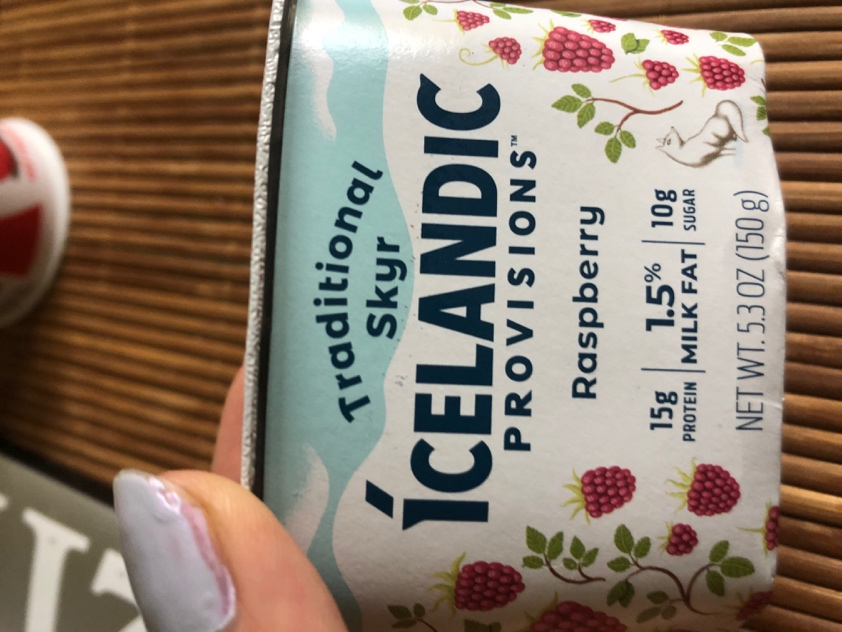 Traditional
Skyr
ÍCELANDIC
PROVISIONS™
Raspberry
15g PROTEIN | 1.5% MILK FAT | 10g SUGAR
NET WT. 5.3 OZ (150 g)